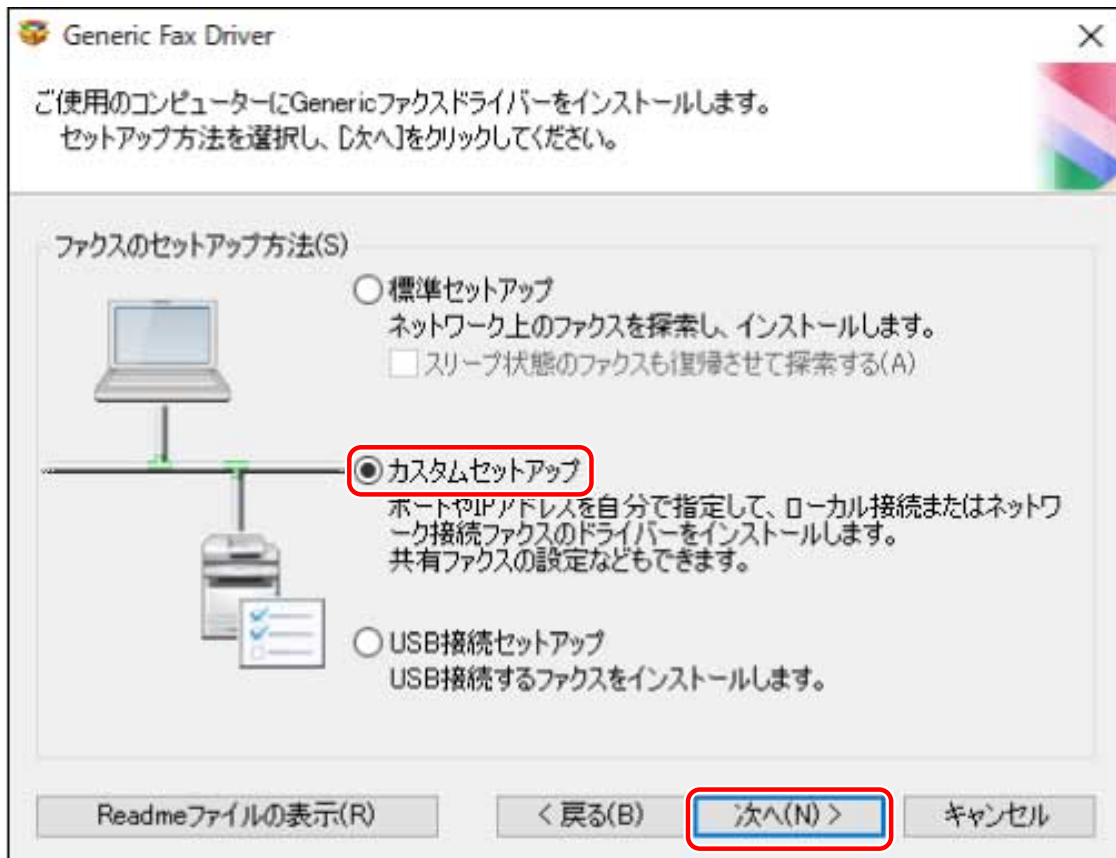 Generic Fax Driver
ご使用のコンピューターにGenericファクスドライバーをインストールします。
セットアップ方法を選択し、[次へ]をクリックしてください。
ファクスのセットアップ方法(S)
標準セットアップ
ネットワーク上のファクスを探索し、インストールします。
スリープ状態のファクスも復帰させて探索する(A)
カスタムセットアップ
ポートやIPアドレスを自分で指定して、ローカル接続またはネットワ
ーク接続ファクスのドライバーをインストールします。
共有ファクスの設定などもできます。
USB接続セットアップ
USB接続するファクスをインストールします。
Readmeファイルの表示(R)
< 戻る(B)
次へ(N) >
キャンセル